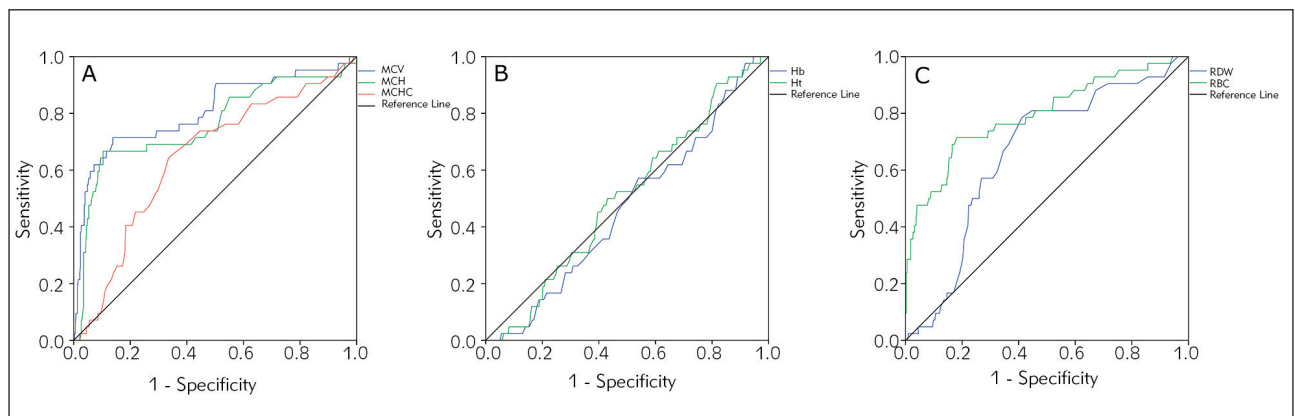 A
1.0
0.8
0.6
0.4
0.2
0.0
0.0 0.2 0.4 0.6 0.8 1.0
Sensitivity
1 - Specificity
MCV
MCH
MCHC
Reference Line
B
1.0
0.8
0.6
0.4
0.2
0.0
0.0 0.2 0.4 0.6 0.8 1.0
Sensitivity
1 - Specificity
Hb
Ht
Reference Line
C
1.0
0.8
0.6
0.4
0.2
0.0
0.0 0.2 0.4 0.6 0.8 1.0
Sensitivity
1 - Specificity
RDW
RBC
Reference Line